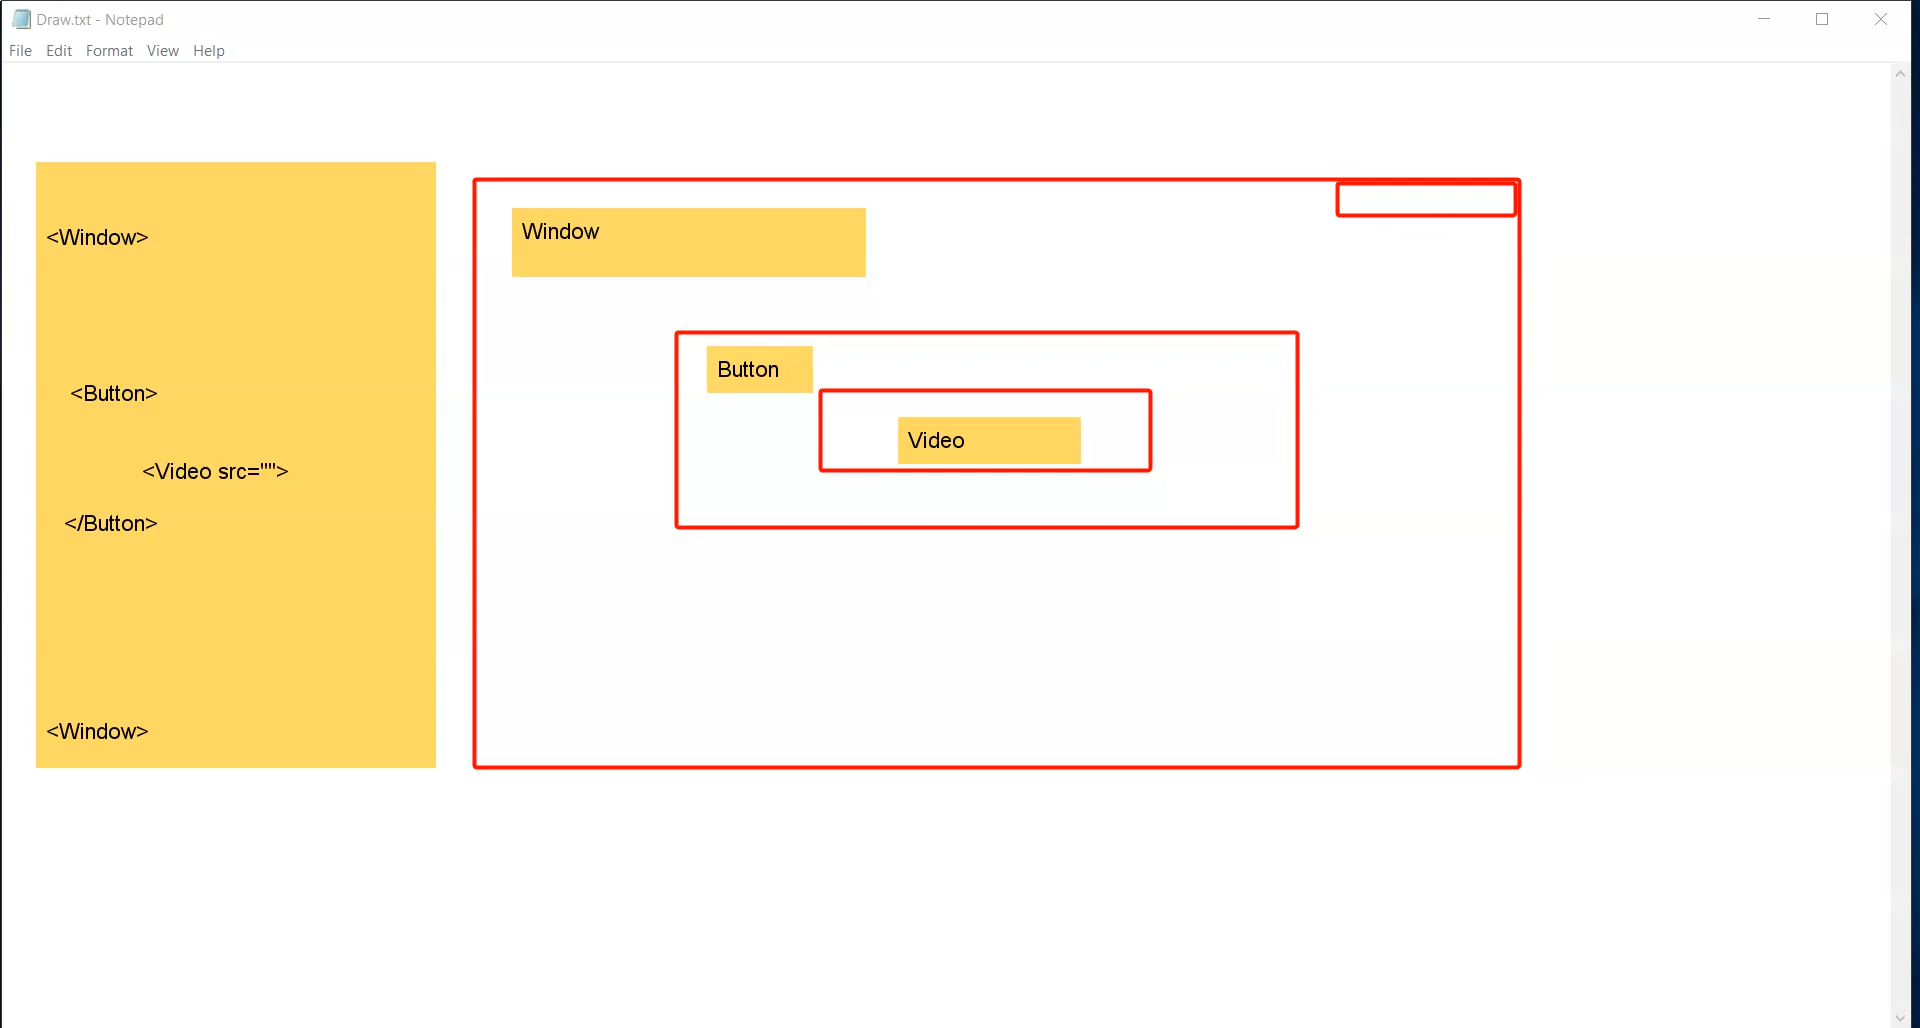 Draw.txt - Notepad
File Edit Format View Help
<Window>
<Button>
<Video src="">
</Button>
<Window>
Window
Button
Video